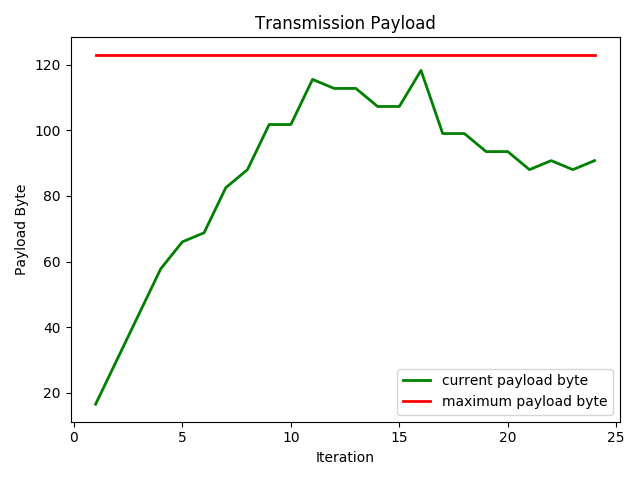 Transmission Payload
Payload Byte
120
100
80
60
40
20
0
5
10
15
20
25
Iteration
current payload byte
maximum payload byte